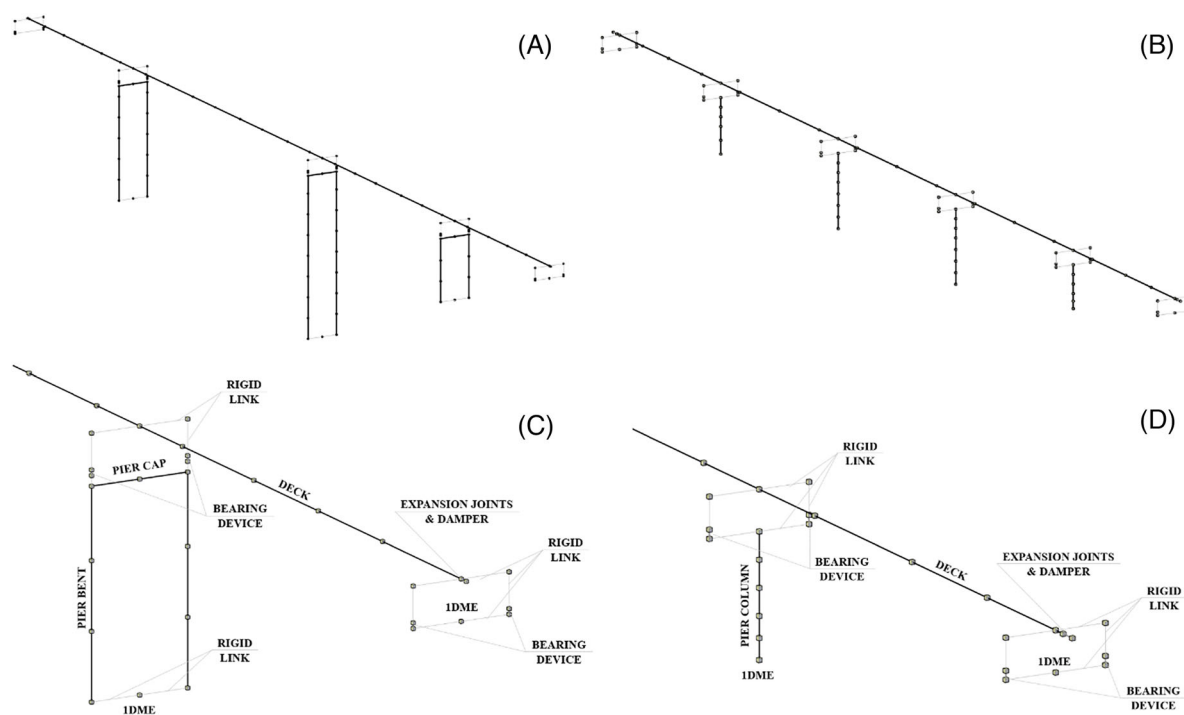 (A)
(B)
RIGID
LINK
(C)
PIER CAP
DECK
BEARING
DEVICE
EXPANSION JOINTS
& DAMPER
RIGID
LINK
PIER BENT
1DME
BEARING
DEVICE
RIGID
LINK
1DME
(D)
RIGID
LINK
BEARING
DEVICE
DECK
EXPANSION JOINTS
& DAMPER
PIER COLUMN
RIGID
LINK
1DME
1DME
BEARING
DEVICE